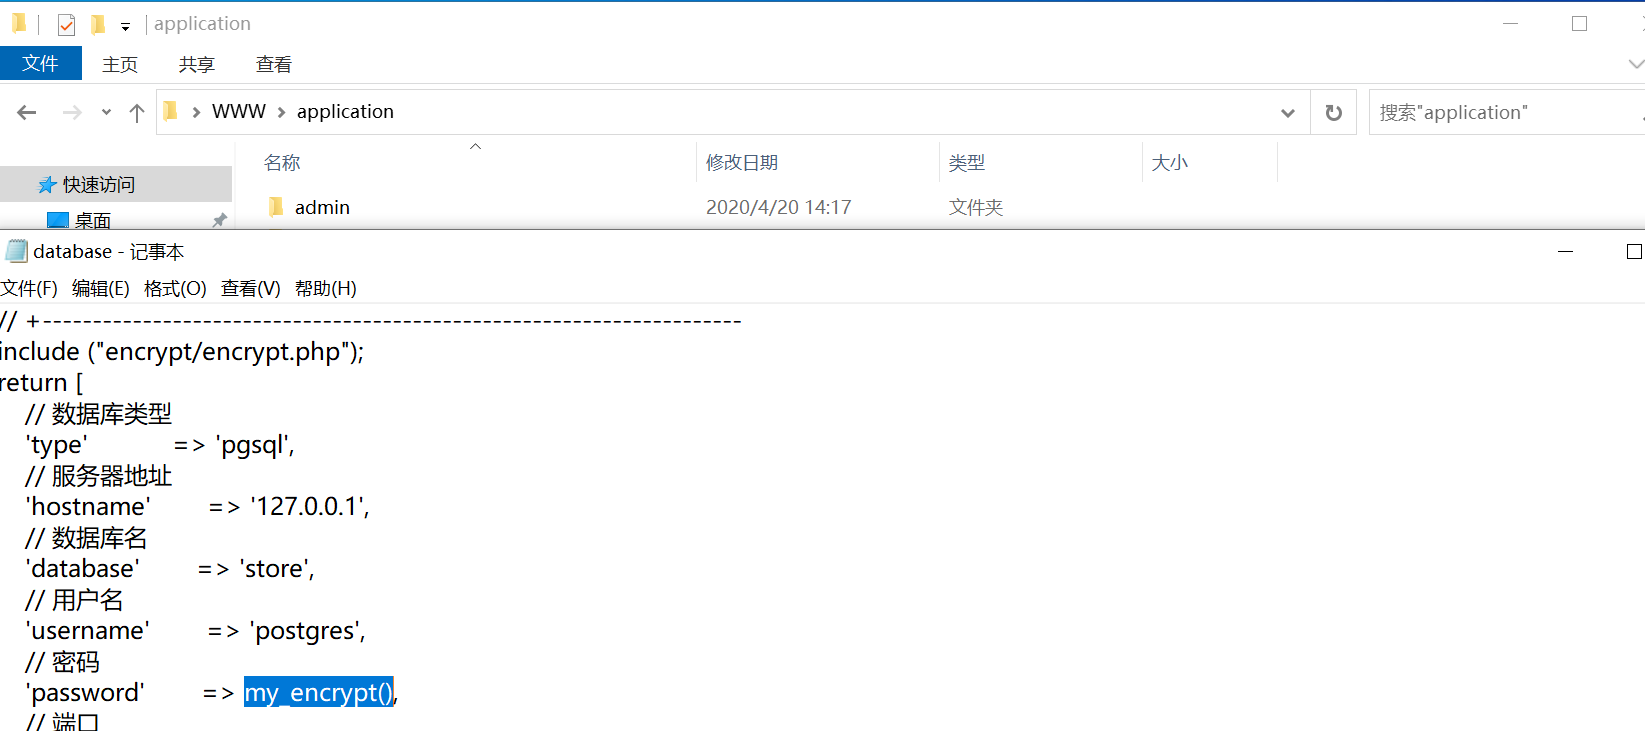 application
文件 主页 共享 查看
WWW application 搜索"application"
名称 修改日期 类型 大小
快速访问
admin 2020/4/20 14:17 文件夹
桌面
database - 记事本
文件(F) 编辑(E) 格式(O) 查看(V) 帮助(H)
// +----------------------------------------------------------------------
include ("encrypt/encrypt.php");
return [
// 数据库类型
'type' => 'pgsql',
// 服务器地址
'hostname' => '127.0.0.1',
// 数据库名
'database' => 'store',
// 用户名
'username' => 'postgres',
// 密码
'password' => my_encrypt(),
// 端口